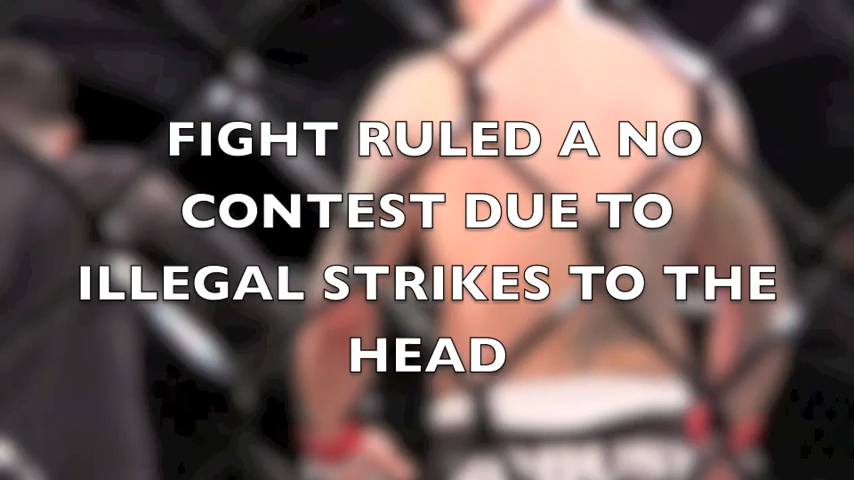 FIGHT RULED A NO
CONTEST DUE TO
ILLEGAL STRIKES TO THE
HEAD